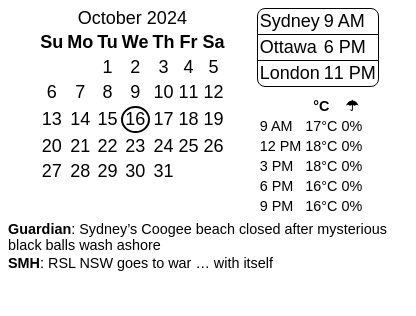 October 2024
Su Mo Tu We Th Fr Sa
1 2 3 4 5
6 7 8 9 10 11 12
13 14 15 16 17 18 19
20 21 22 23 24 25 26
27 28 29 30 31
Sydney 9 AM
Ottawa 6 PM
London 11 PM
°C ☂
9 AM 17°C 0%
12 PM 18°C 0%
3 PM 18°C 0%
6 PM 16°C 0%
9 PM 16°C 0%
Guardian: Sydney’s Coogee beach closed after mysterious
black balls wash ashore
SMH: RSL NSW goes to war … with itself